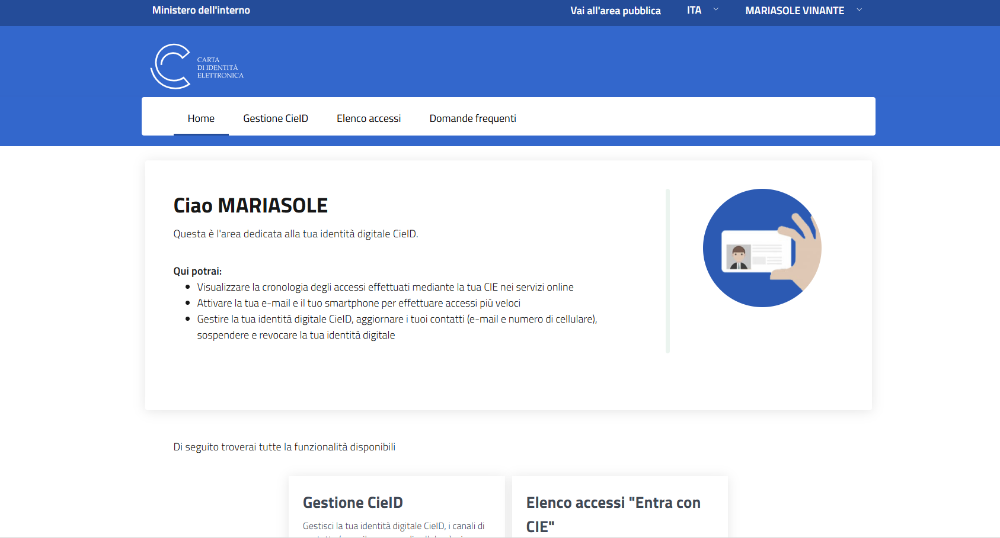 Ministero dell'interno
Vai all'area pubblica
ITA
MARIASOLE VINANTE
CARTA
DI IDENTITÀ
ELETTRONICA
Home
Gestione CieID
Elenco accessi
Domande frequenti
Ciao MARIASOLE
Questa è l'area dedicata alla tua identità digitale CieID.
Qui potrai:
Visualizzare la cronologia degli accessi effettuati mediante la tua CIE nei servizi online
Attivare la tua e-mail e il tuo smartphone per effettuare accessi più veloci
Gestire la tua identità digitale CieID, aggiornare i tuoi contatti (e-mail e numero di cellulare),
sospendere e revocare la tua identità digitale
Di seguito troverai tutte la funzionalità disponibili
Gestione CieID
Gestisci la tua identità digitale CieID, i canali di
Elenco accessi "Entra con
CIE"